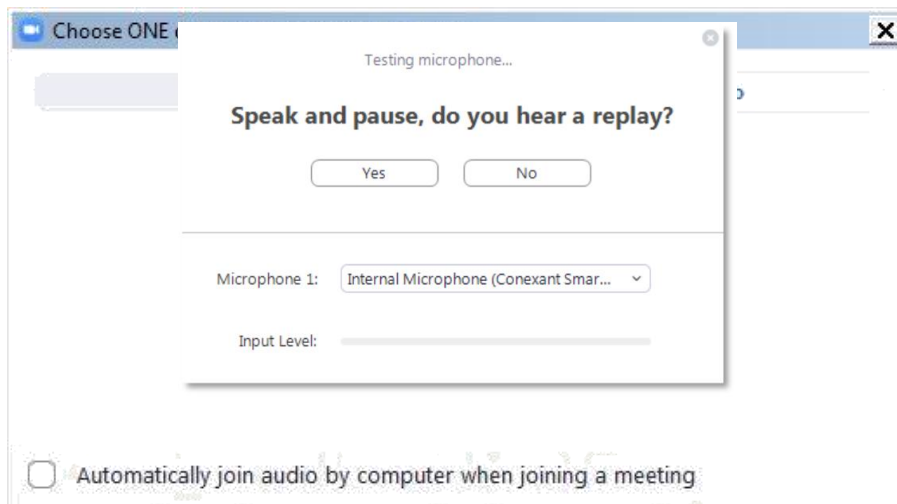 Choose ONE
Testing microphone...
Speak and pause, do you hear a replay?
Yes
No
Microphone 1:
Internal Microphone (Conexant Smar...
Input Level:
Automatically join audio by computer when joining a meeting